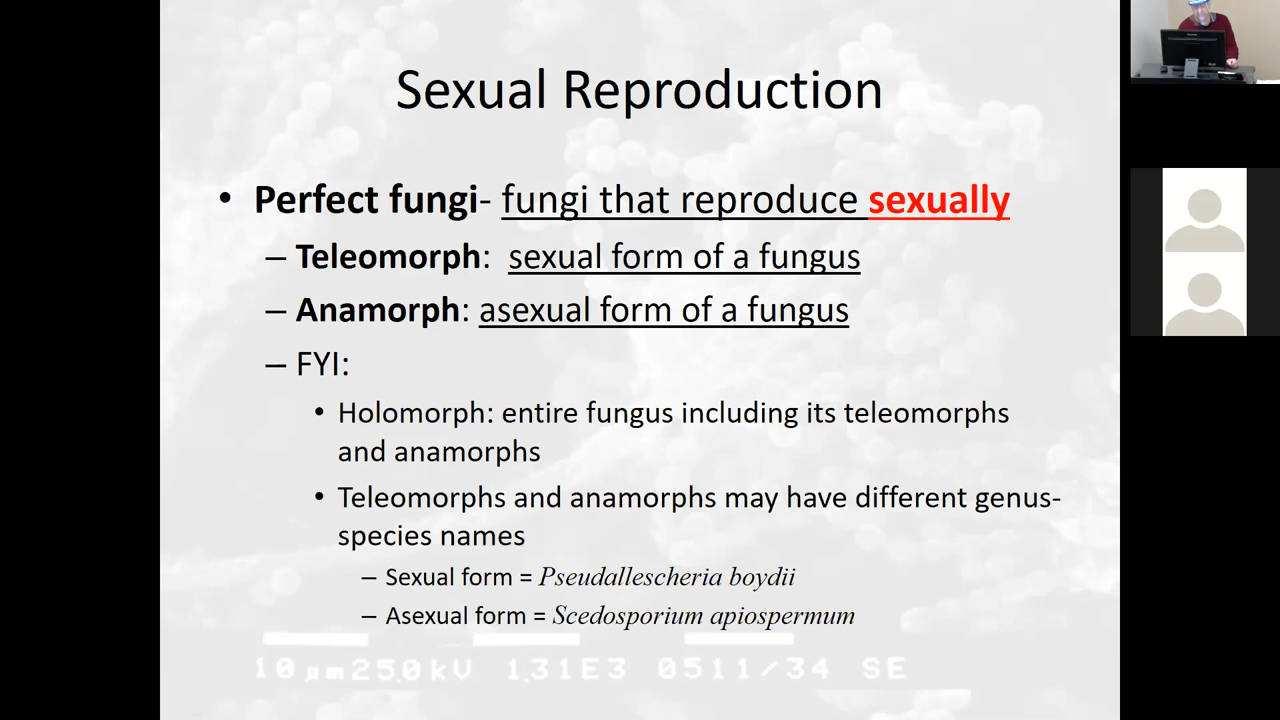 Sexual Reproduction
• Perfect fungi- fungi that reproduce sexually
– Teleomorph: sexual form of a fungus
– Anamorph: asexual form of a fungus
– FYI:
• Holomorph: entire fungus including its teleomorphs
and anamorphs
• Teleomorphs and anamorphs may have different genus-
species names
– Sexual form = Pseudallescheria boydii
– Asexual form = Scedosporium apiospermum
10 µm 25.0 kV 1.31E3 0511/34 SE